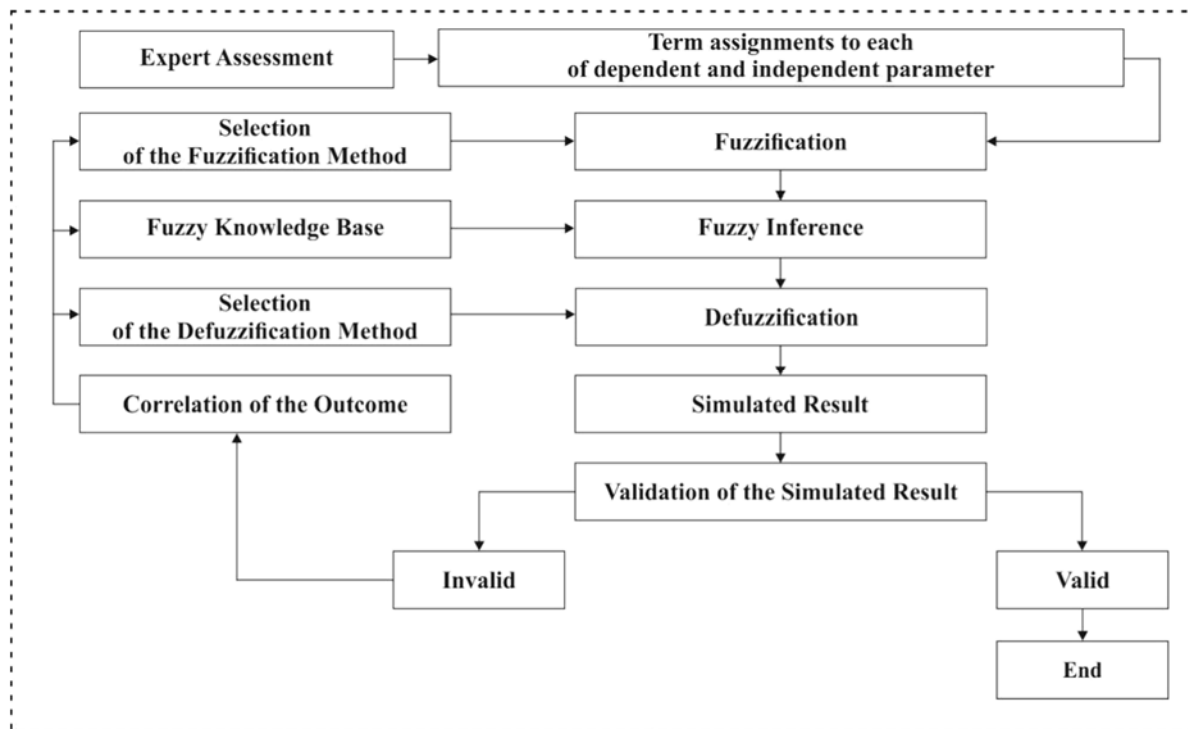 Expert Assessment
Term assignments to each
of dependent and independent parameter
Selection
of the Fuzzification Method
Fuzzification
Fuzzy Knowledge Base
Fuzzy Inference
Selection
of the Defuzzification Method
Defuzzification
Correlation of the Outcome
Simulated Result
Validation of the Simulated Result
Invalid
Valid
End